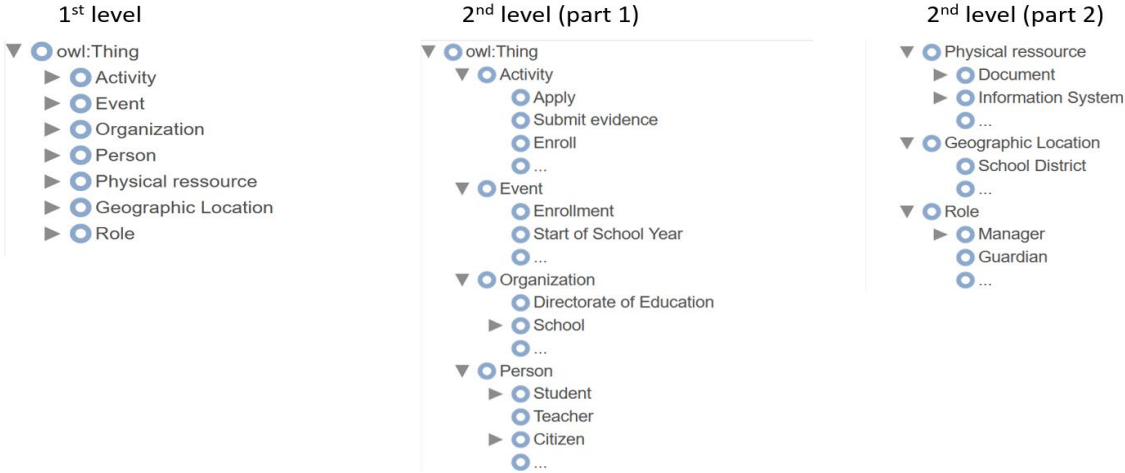 1st level
owl:Thing
Activity
Event
Organization
Person
Physical ressource
Geographic Location
Role
2nd level (part 1)
owl:Thing
Activity
Apply
Submit evidence
Enroll
...
Event
Enrollment
Start of School Year
...
Organization
Directorate of Education
School
...
Person
Student
Teacher
Citizen
...
2nd level (part 2)
Physical ressource
Document
Information System
...
Geographic Location
School District
...
Role
Manager
Guardian
...